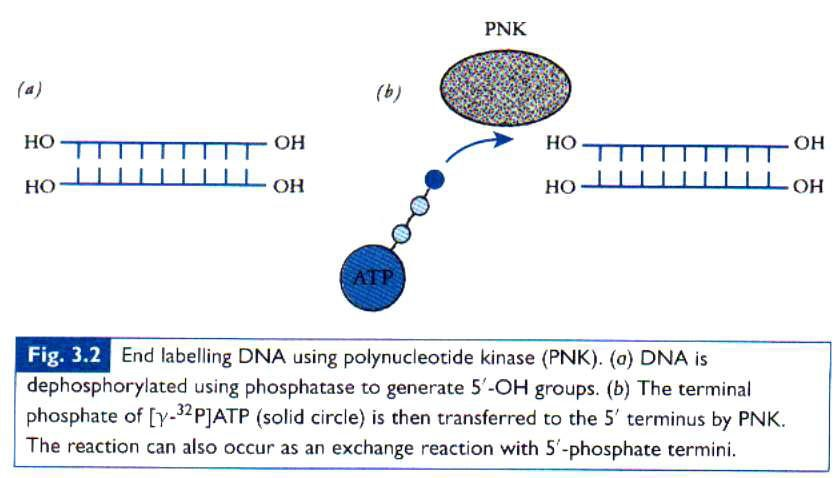 PNK
(a)
(b)
HO OH
HO OH
HO OH
HO OH
ATP
Fig. 3.2 End labelling DNA using polynucleotide kinase (PNK). (a) DNA is
dephosphorylated using phosphatase to generate 5′-OH groups. (b) The terminal
phosphate of [γ-³²P]ATP (solid circle) is then transferred to the 5′ terminus by PNK.
The reaction can also occur as an exchange reaction with 5′-phosphate termini.